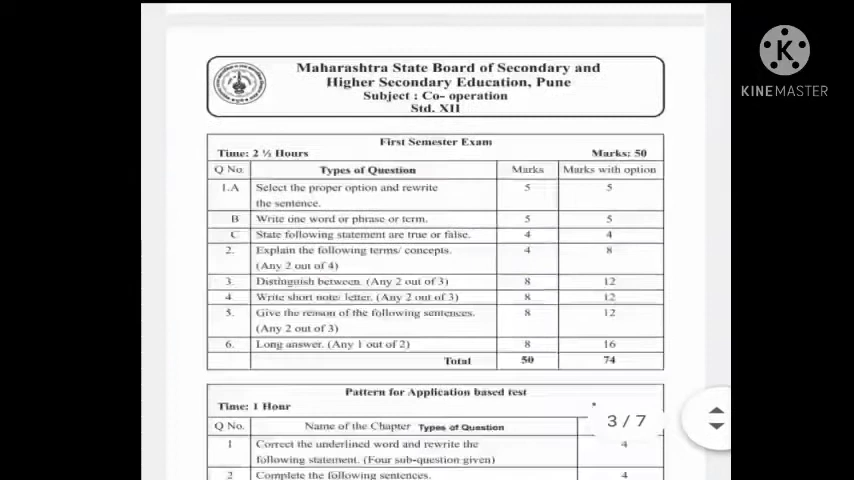 Maharashtra State Board of Secondary and
Higher Secondary Education, Pune
Subject : Co- operation
Std. XII
KINEMASTER
First Semester Exam
Time: 2 ½ Hours Marks: 50
Q No. Types of Question Marks Marks with option
1.A Select the proper option and rewrite 5 5
the sentence.
B Write one word or phrase or term. 5 5
C State following statement are true or false. 4 4
2. Explain the following terms/ concepts. 4 8
(Any 2 out of 4)
3. Distinguish between. (Any 2 out of 3) 8 12
4. Write short note/ letter. (Any 2 out of 3) 8 12
5. Give the reason of the following sentences. 8 12
(Any 2 out of 3)
6. Long answer. (Any 1 out of 2) 8 16
Total 50 74
Pattern for Application based test
Time: 1 Hour
3 / 7
Q No. Name of the Chapter Types of Question
1 Correct the underlined word and rewrite the 4
following statement. (Four sub-question given)
2 Complete the following sentences. 4